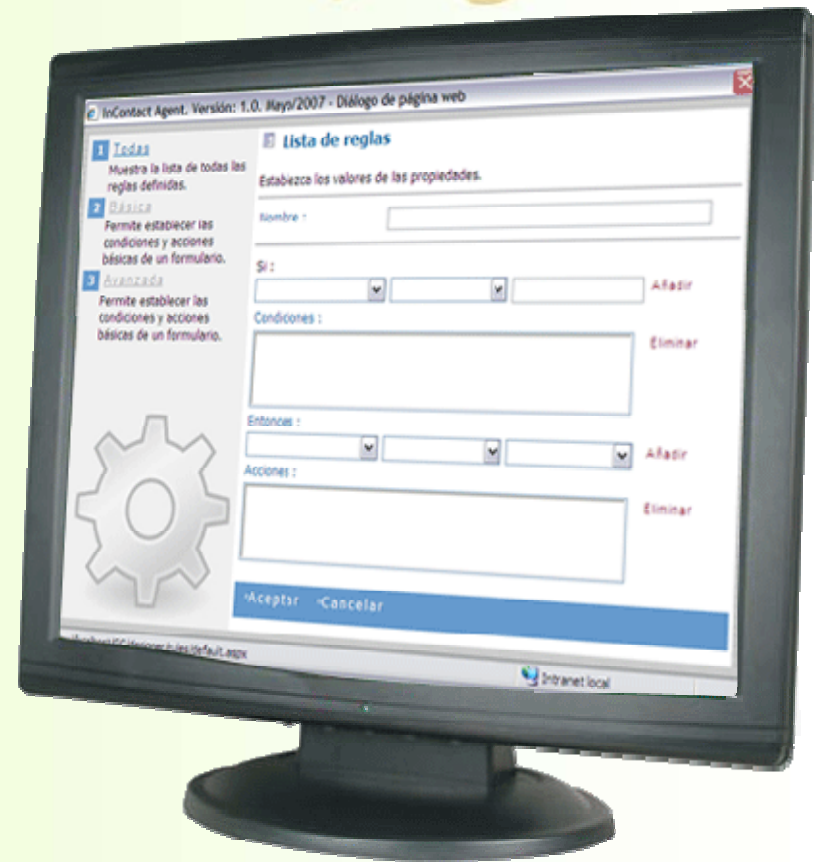 InContact Agent. Versión: 1.0. Mayo/2007 - Diálogo de página web
1 Todas
Muestra la lista de todas las
reglas definidas.
2 Básica
Permite establecer las
condiciones y acciones
básicas de un formulario.
3 Avanzada
Permite establecer las
condiciones y acciones
básicas de un formulario.
Lista de reglas
Estabezca los valores de las propiedades.
Nombre :
Si :
Añadir
Condiciones :
Eliminar
Entonces :
Añadir
Acciones :
Eliminar
Aceptar Cancelar
Intranet local